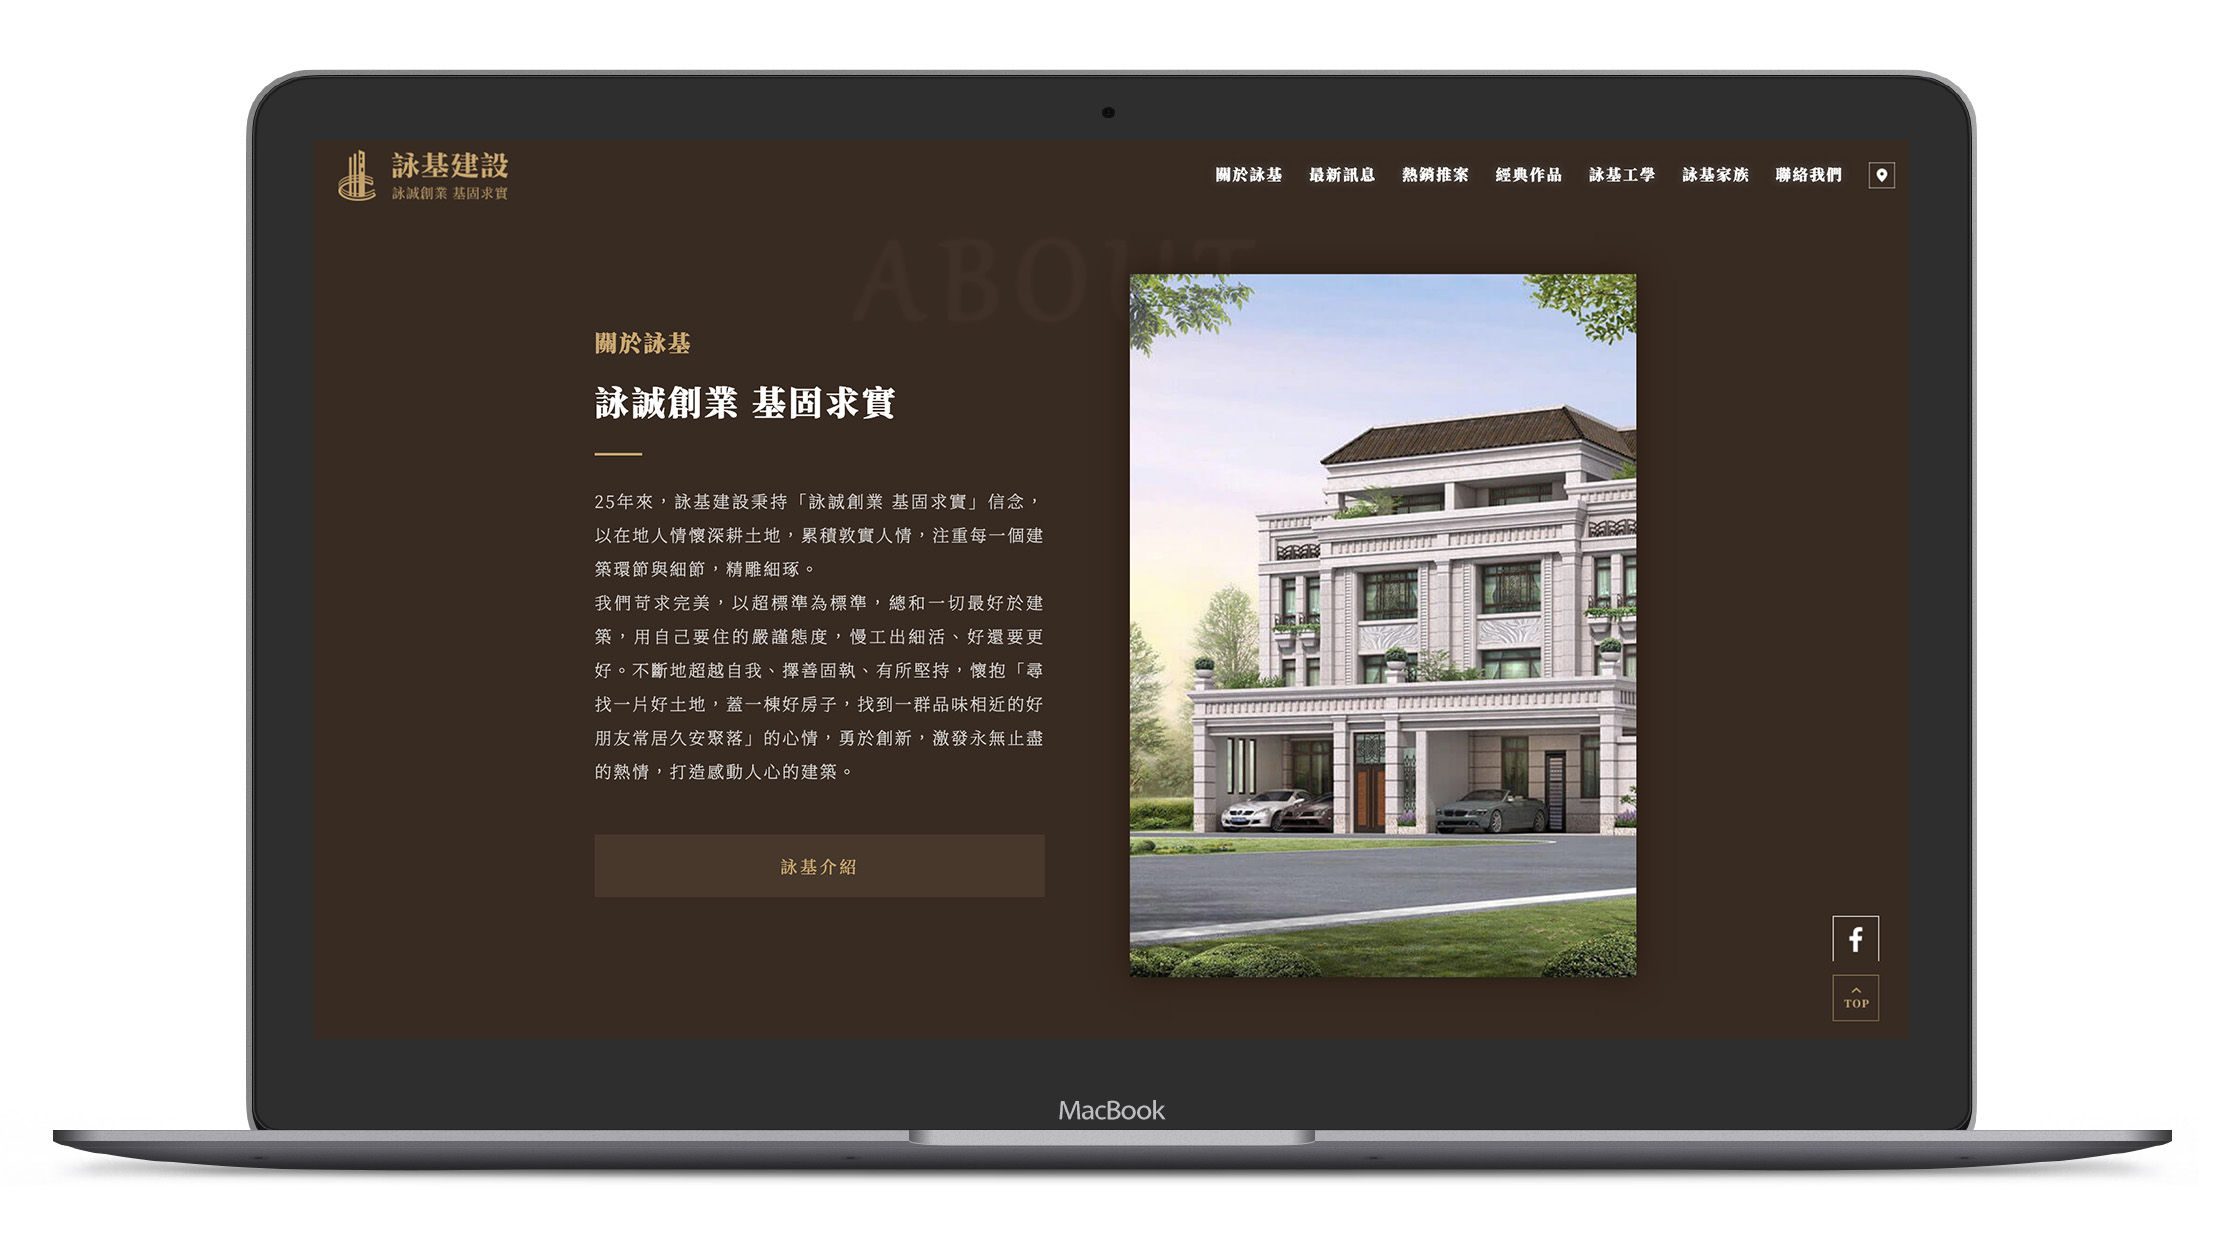 詠基建設
詠誠創業 基固求實
關於詠基 最新訊息 熱銷推案 經典作品 詠基工學 詠基家族 聯絡我們
ABOUT
關於詠基
詠誠創業 基固求實
25年來，詠基建設秉持「詠誠創業 基固求實」信念，
以在地人情懷深耕土地，累積敦實人情，注重每一個建
築環節與細節，精雕細琢。
我們苛求完美，以超標準為標準，總和一切最好於建
築，用自己要住的嚴謹態度，慢工出細活、好還要更
好。不斷地超越自我、擇善固執、有所堅持，懷抱「尋
找一片好土地，蓋一棟好房子，找到一群品味相近的好
朋友常居久安聚落」的心情，勇於創新，激發永無止盡
的熱情，打造感動人心的建築。
詠基介紹
f
TOP
MacBook